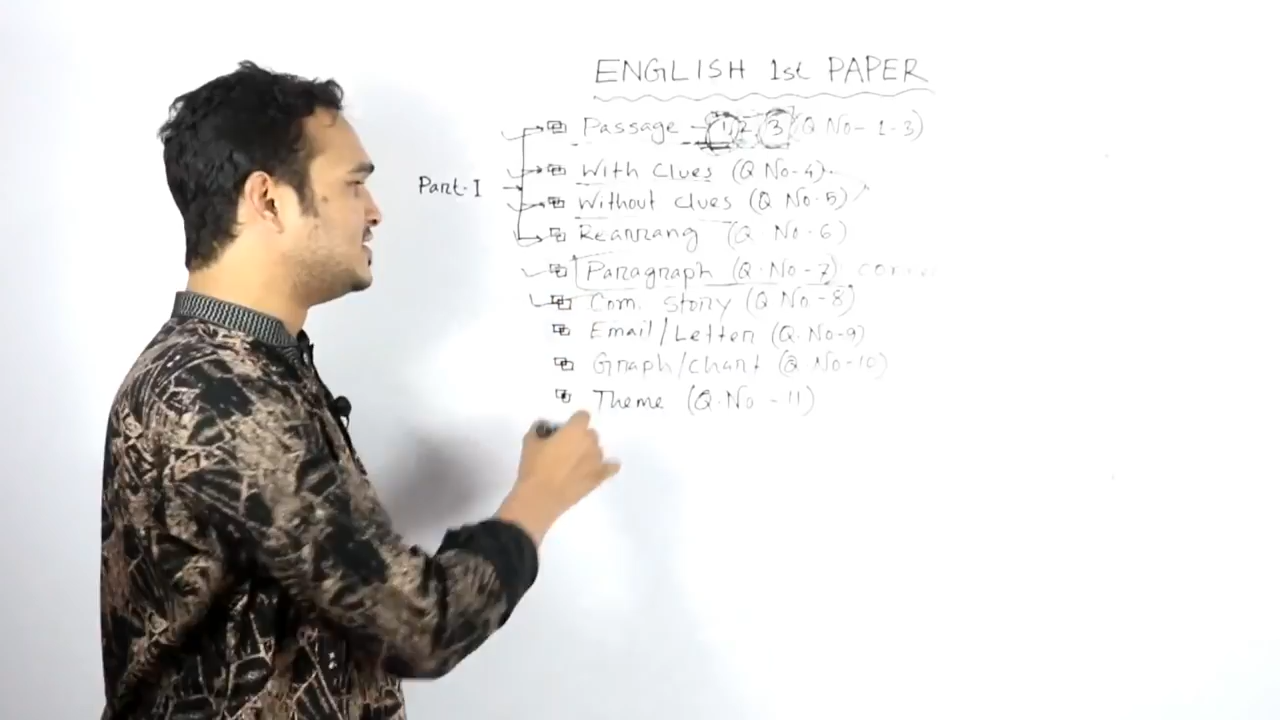 ENGLISH 1st PAPER
Passage - 1, 2, 3 (Q No - 1-3)
With Clues (Q No-4).
Part-I
Without clues (Q No-5)
Rearrang (Q No-6)
Paragraph (Q.No-7)
Com. Story (Q No-8)
Email/Letter (Q.No-9)
Graph/chart (Q No-10)
Theme (Q.No -11)